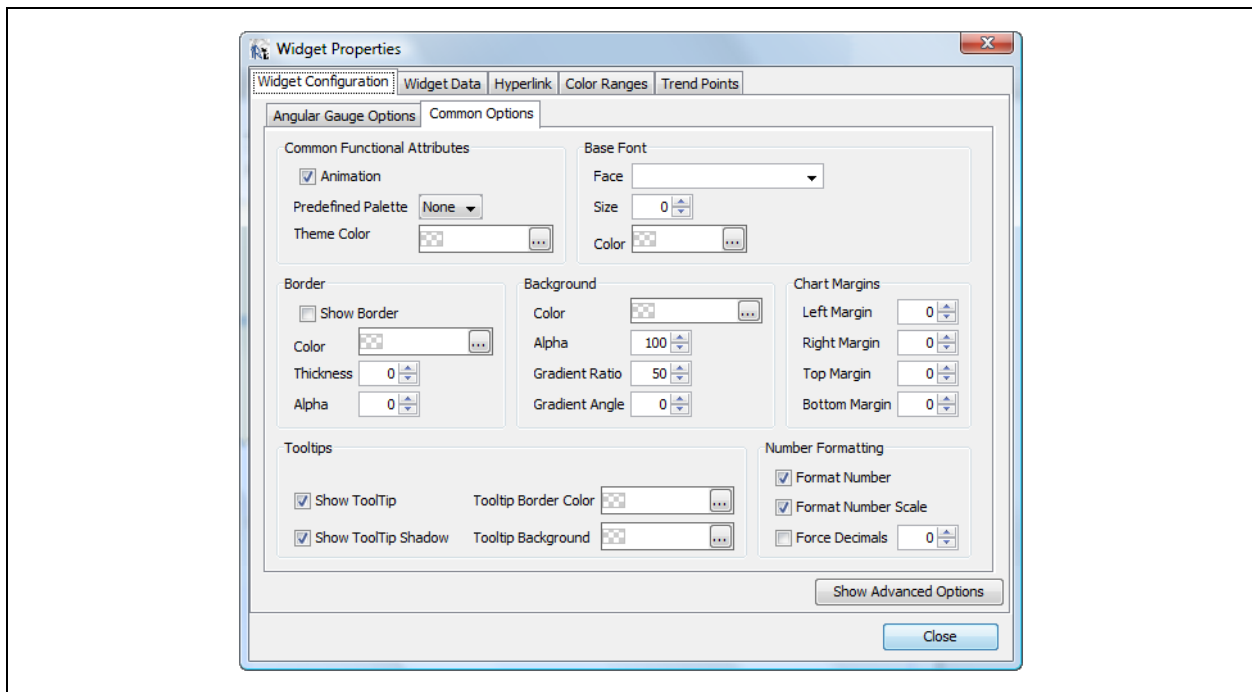 Widget Properties
Widget Configuration Widget Data Hyperlink Color Ranges Trend Points
Angular Gauge Options Common Options
Common Functional Attributes
Animation
Predefined Palette None
Theme Color ...
Base Font
Face
Size 0
Color ...
Border
Show Border
Color ...
Thickness 0
Alpha 0
Background
Color ...
Alpha 100
Gradient Ratio 50
Gradient Angle 0
Chart Margins
Left Margin 0
Right Margin 0
Top Margin 0
Bottom Margin 0
Tooltips
Show ToolTip Tooltip Border Color ...
Show ToolTip Shadow Tooltip Background ...
Number Formatting
Format Number
Format Number Scale
Force Decimals 0
Show Advanced Options
Close